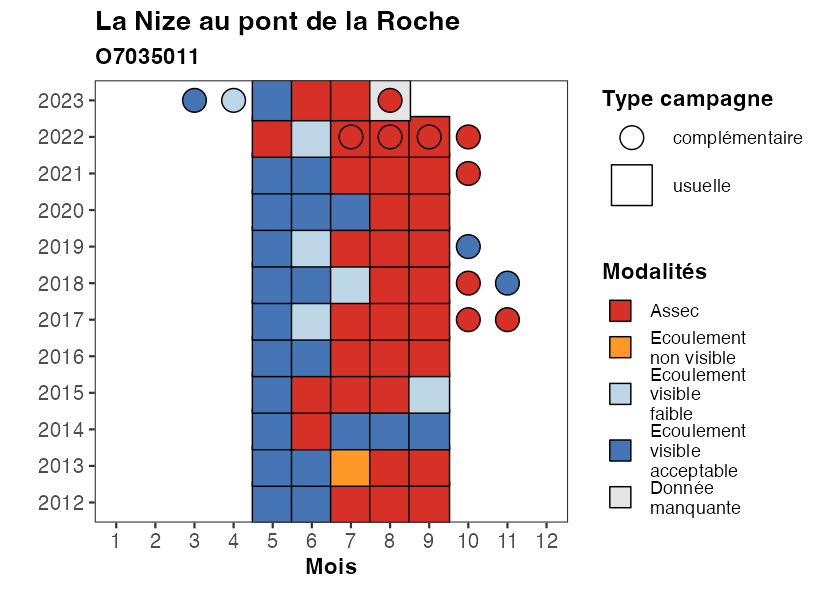 La Nize au pont de la Roche
O7035011
2023
2022
2021
2020
2019
2018
2017
2016
2015
2014
2013
2012
1 2 3 4 5 6 7 8 9 10 11 12
Mois
Type campagne
complémentaire
usuelle
Modalités
Assec
Ecoulement
non visible
Ecoulement
visible
faible
Ecoulement
visible
acceptable
Donnée
manquante